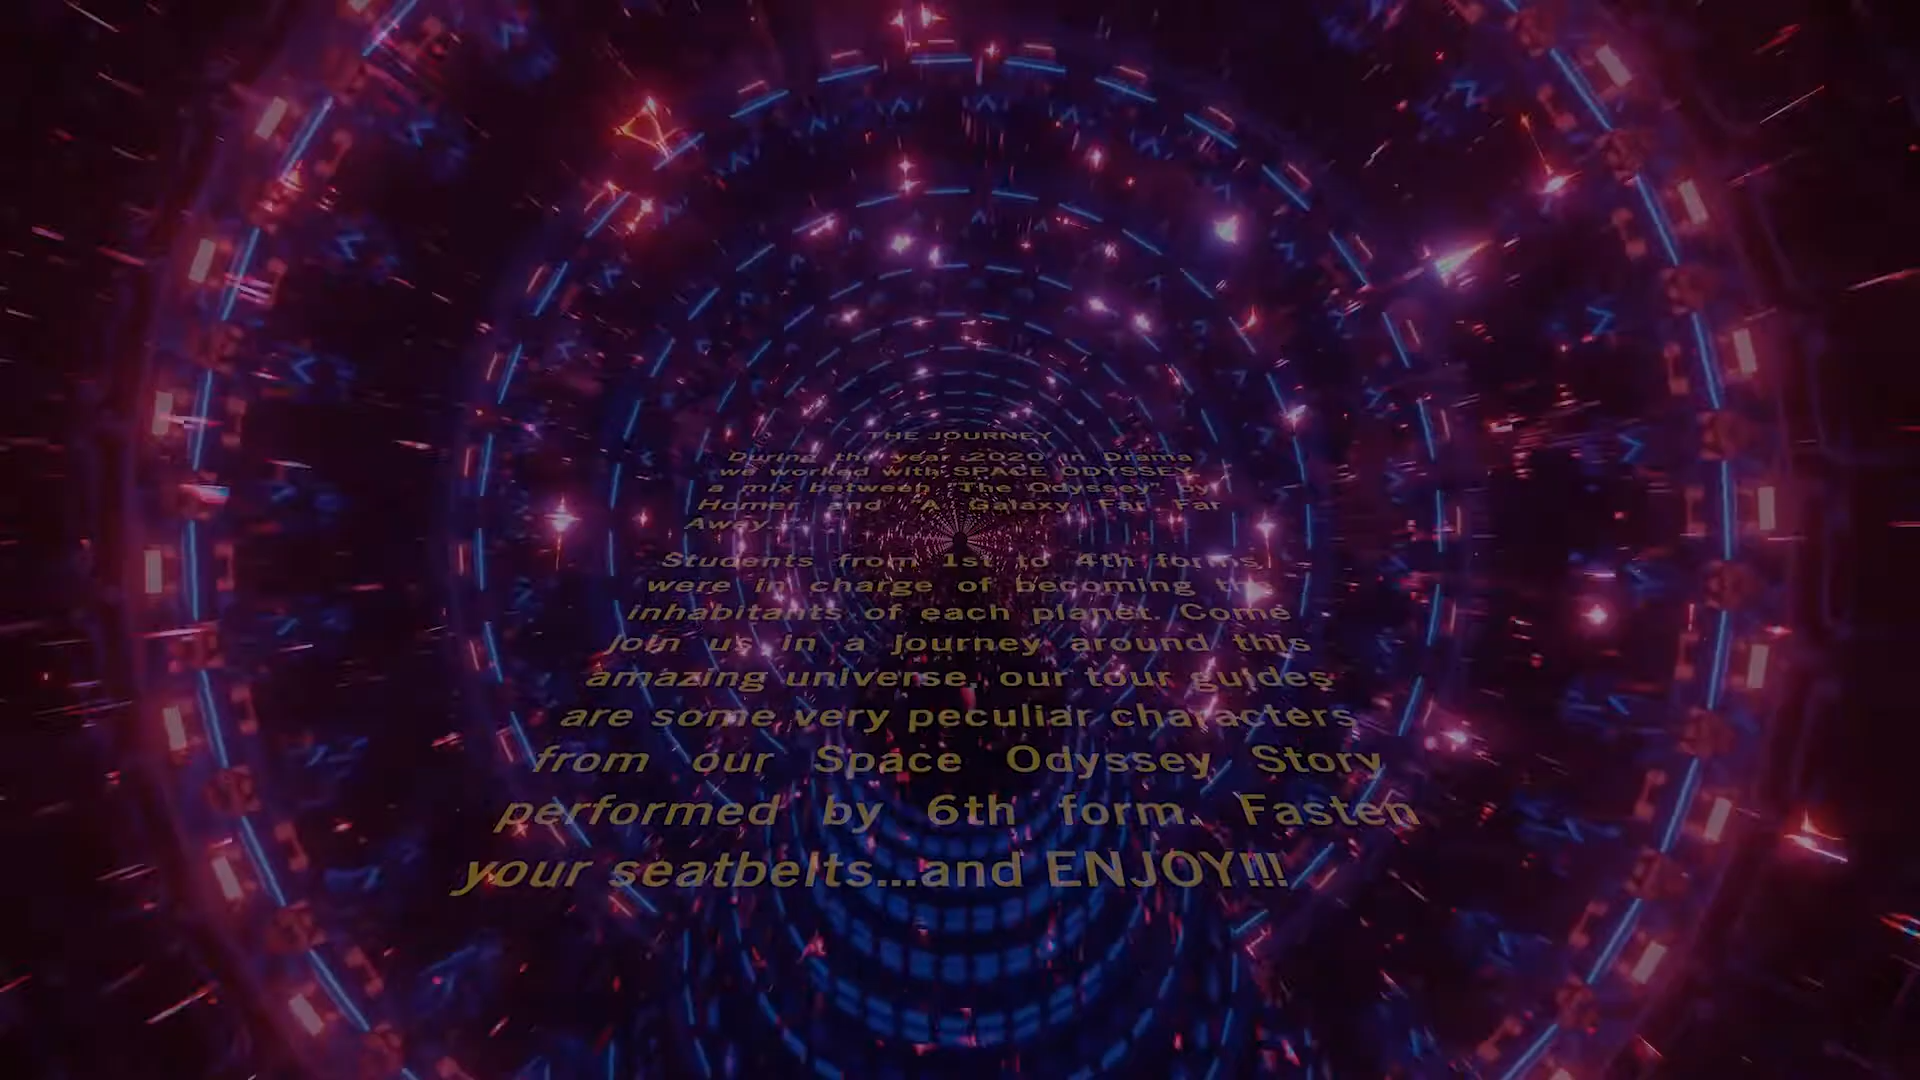 THE JOURNEY
During the year 2020 in Drama
we worked with SPACE ODYSSEY
a mix between "The Odyssey" by
Homer and "A Galaxy Far Far
Away..."
Students from 1st to 4th forms
were in charge of becoming the
inhabitants of each planet. Come
join us in a journey around this
amazing universe, our tour guides
are some very peculiar characters
from our Space Odyssey Story
performed by 6th form. Fasten
your seatbelts...and ENJOY!!!